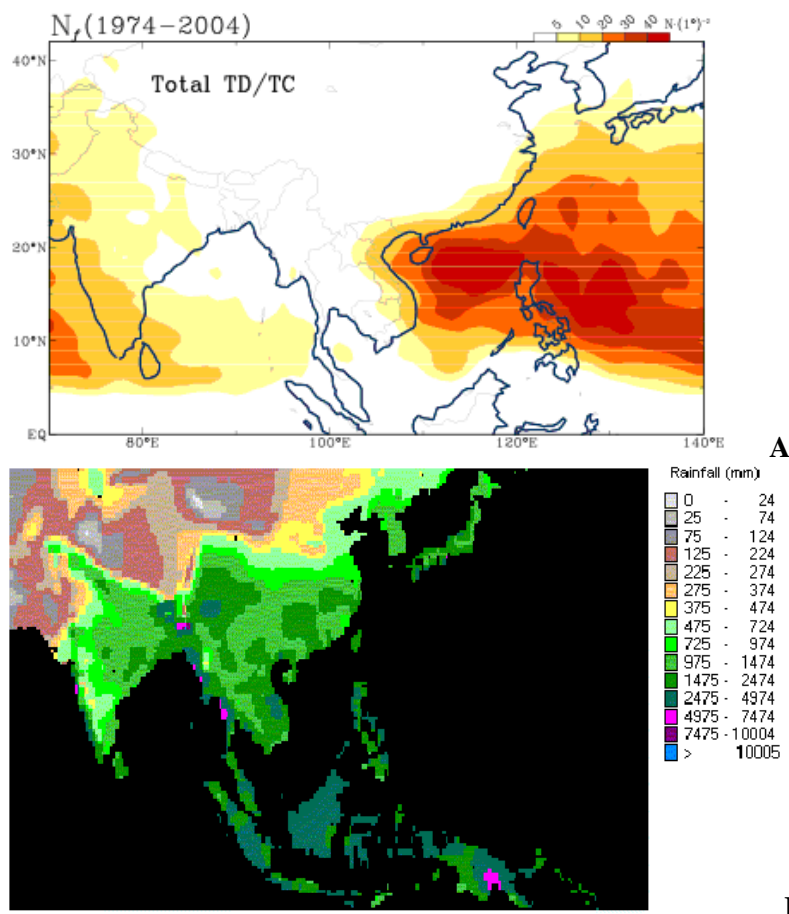 N_f(1974−2004)
5 10 20 30 40 N·(1°)⁻²
Total TD/TC
40°N
30°N
20°N
10°N
EQ
80°E 100°E 120°E 140°E
A
Rainfall (mm)
0 - 24
25 - 74
75 - 124
125 - 224
225 - 274
275 - 374
375 - 474
475 - 724
725 - 974
975 - 1474
1475 - 2474
2475 - 4974
4975 - 7474
7475 - 10004
> 10005